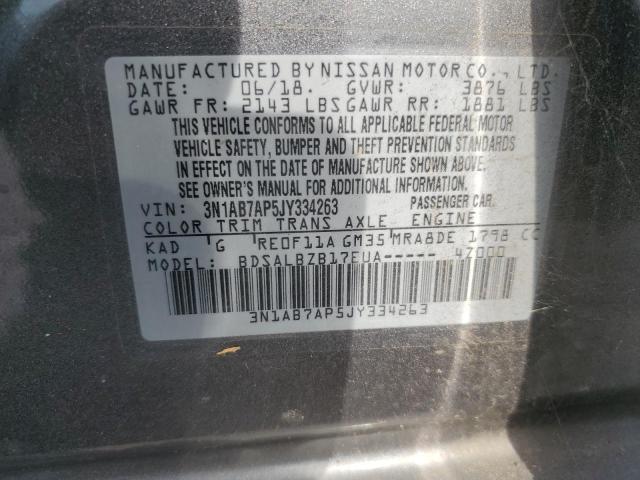 MANUFACTURED BY NISSAN MOTOR CO., LTD.
DATE: 06/18. GVWR: 3876 LBS
GAWR FR: 2143 LBS GAWR RR: 1881 LBS
THIS VEHICLE CONFORMS TO ALL APPLICABLE FEDERAL MOTOR
VEHICLE SAFETY, BUMPER AND THEFT PREVENTION STANDARDS
IN EFFECT ON THE DATE OF MANUFACTURE SHOWN ABOVE.
SEE OWNER'S MANUAL FOR ADDITIONAL INFORMATION.
VIN: 3N1AB7AP5JY334263 PASSENGER CAR.
COLOR TRIM TRANS AXLE ENGINE
KAD G RE0F11A GM35 MRA8DE 1798 CC
MODEL: BDSALBZB17EUA----- 4Z000
3N1AB7AP5JY334263